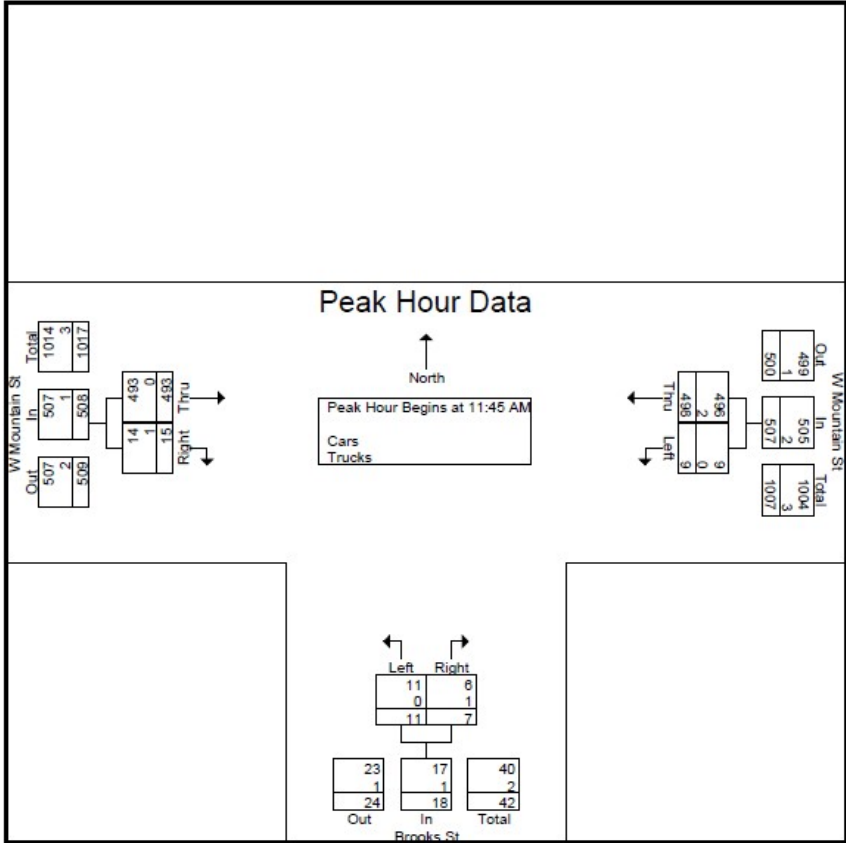 Peak Hour Data
North
Peak Hour Begins at 11:45 AM
Cars
Trucks
W Mountain St
Total
1014
3
1017
In
507
1
508
Out
507
2
509
Thru
493
0
493
Right
14
1
15
W Mountain St
Out
499
1
500
In
505
2
507
Total
1004
3
1007
Thru
496
2
498
Left
9
0
9
Left Right
11 6
0 1
11 7
23 17 40
1 1 2
24 18 42
Out In Total
Brooks St